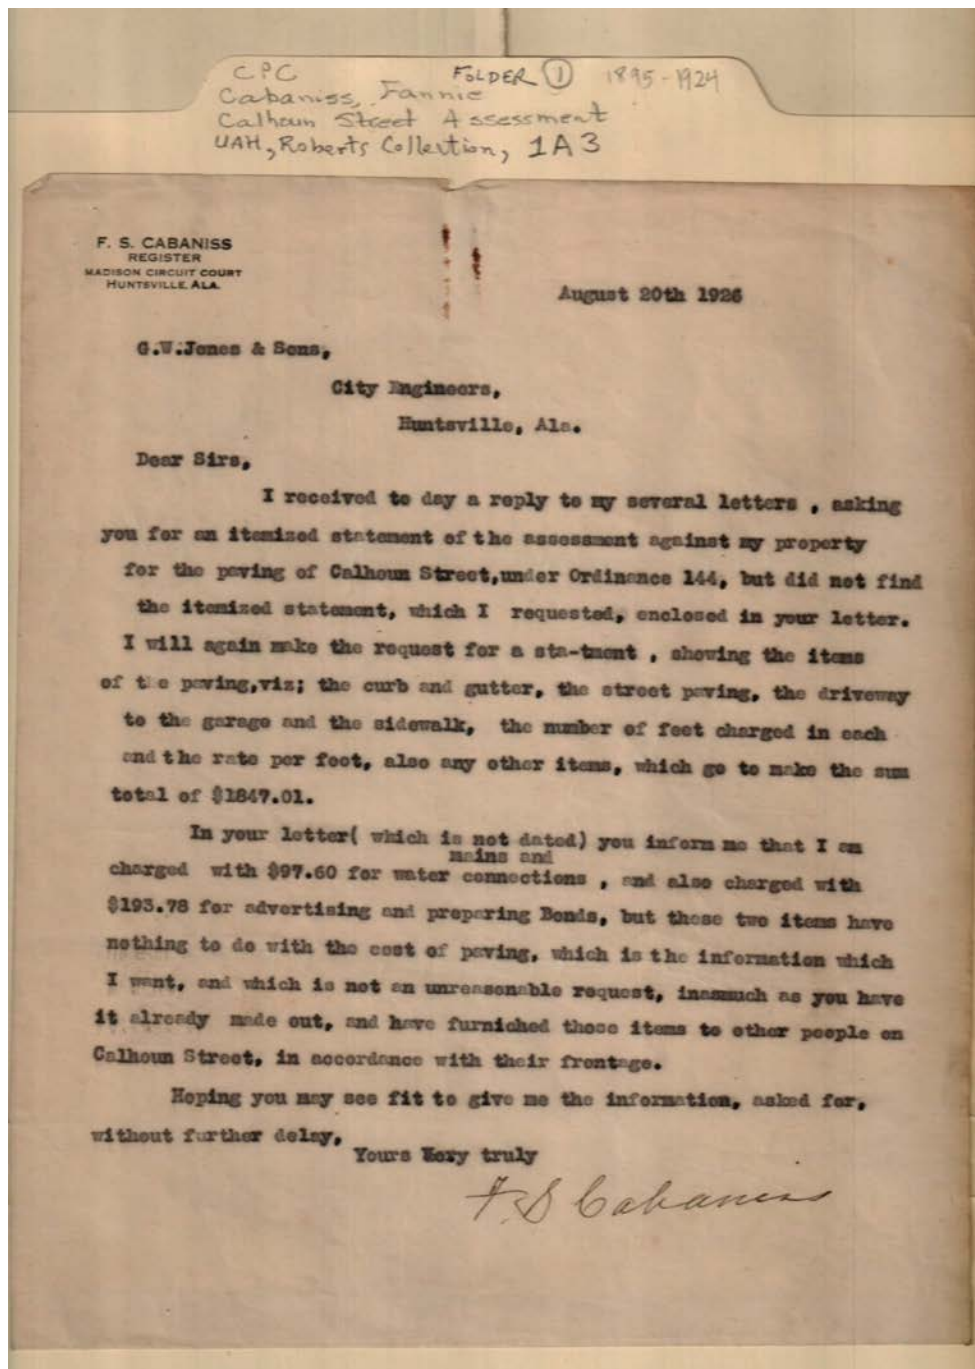 CPC FOLDER 1 1895-1924
Cabaniss, Fannie
Calhoun Street Assessment
UAH, Roberts Collection, 1A3
F. S. CABANISS
REGISTER
MADISON CIRCUIT COURT
HUNTSVILLE, ALA.
August 20th 1926
G.W.Jones & Sons,
City Engineers,
Huntsville, Ala.
Dear Sirs,
I received to day a reply to my several letters , asking
you for an itemized statement of the assessment against my property
for the paving of Calhoun Street,under Ordinance 144, but did not find
the itemized statement, which I requested, enclosed in your letter.
I will again make the request for a sta-tment , showing the items
of the paving,viz; the curb and gutter, the street paving, the driveway
to the garage and the sidewalk, the number of feet charged in each
and the rate per foot, also any other items, which go to make the sum
total of $1847.01.
In your letter( which is not dated) you inform me that I am
mains and
charged with $97.60 for water connections , and also charged with
$193.78 for advertising and preparing Bonds, but these two items have
nothing to do with the cost of paving, which is the information which
I want, and which is not an unreasonable request, inasmuch as you have
it already made out, and have furnished those items to other people on
Calhoun Street, in accordance with their frontage.
Hoping you may see fit to give me the information, asked for,
without further delay,
Yours Very truly
F. S Cabaniss